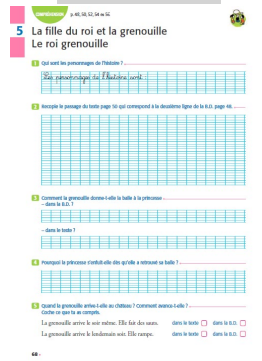 COMPRÉHENSION p. 48, 50, 52, 54 et 56
5 La fille du roi et la grenouille
Le roi grenouille
1 Qui sont les personnages de l'histoire ?
Les personnages de l'histoire sont :
2 Recopie le passage du texte page 50 qui correspond à la deuxième ligne de la B.D. page 49.
3 Comment la grenouille donne-t-elle la balle à la princesse
– dans la B.D. ?
– dans le texte ?
4 Pourquoi la princesse s'enfuit-elle dès qu'elle a retrouvé sa balle ?
5 Quand la grenouille arrive-t-elle au château ? Comment avance-t-elle ?
Coche ce que tu as compris.
La grenouille arrive le soir même. Elle fait des sauts. dans le texte dans la B.D.
La grenouille arrive le lendemain soir. Elle rampe. dans le texte dans la B.D.
68